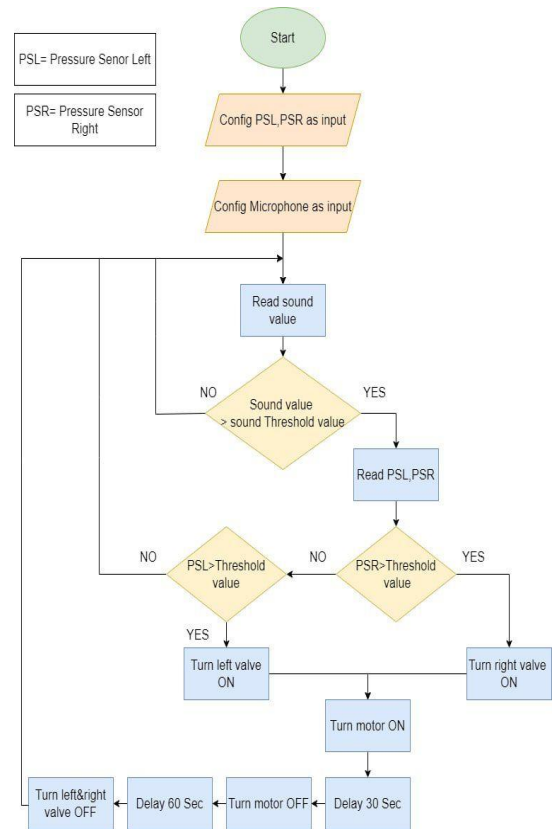 Start
PSL= Pressure Senor Left
PSR= Pressure Sensor
Right
Config PSL,PSR as input
Config Microphone as input
Read sound
value
NO
YES
Sound value
> sound Threshold value
Read PSL,PSR
NO
PSL>Threshold
value
NO
PSR>Threshold
value
YES
YES
Turn left valve
ON
Turn right valve
ON
Turn motor ON
Turn left&right
valve OFF
Delay 60 Sec
Turn motor OFF
Delay 30 Sec